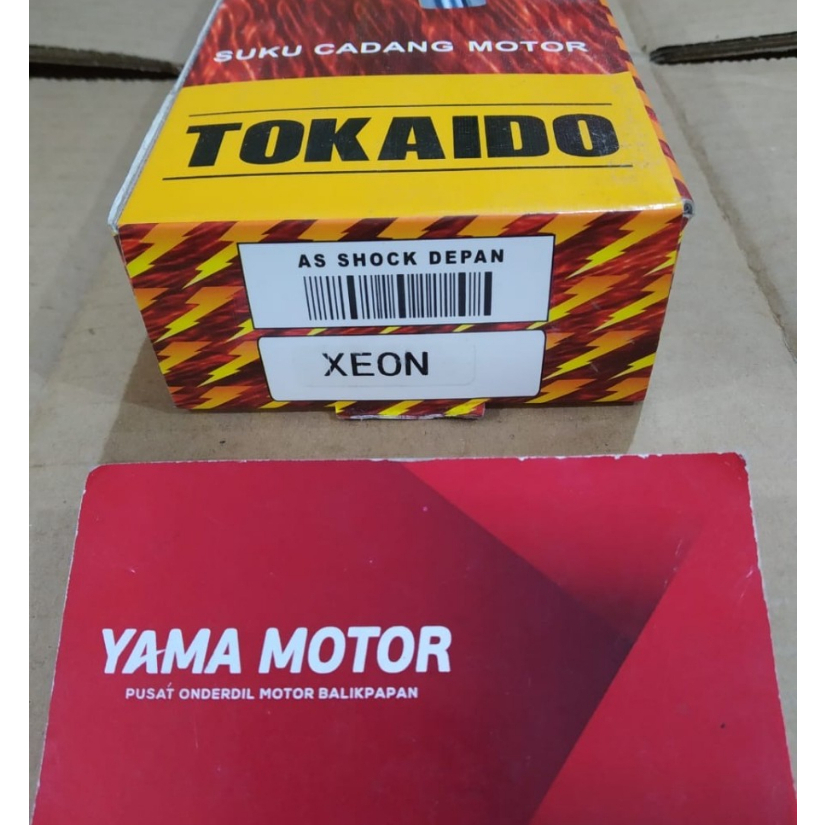 SUKU CADANG MOTOR
TOKAIDO
AS SHOCK DEPAN
XEON
YAMA MOTOR
PUSAT ONDERDIL MOTOR BALIKPAPAN